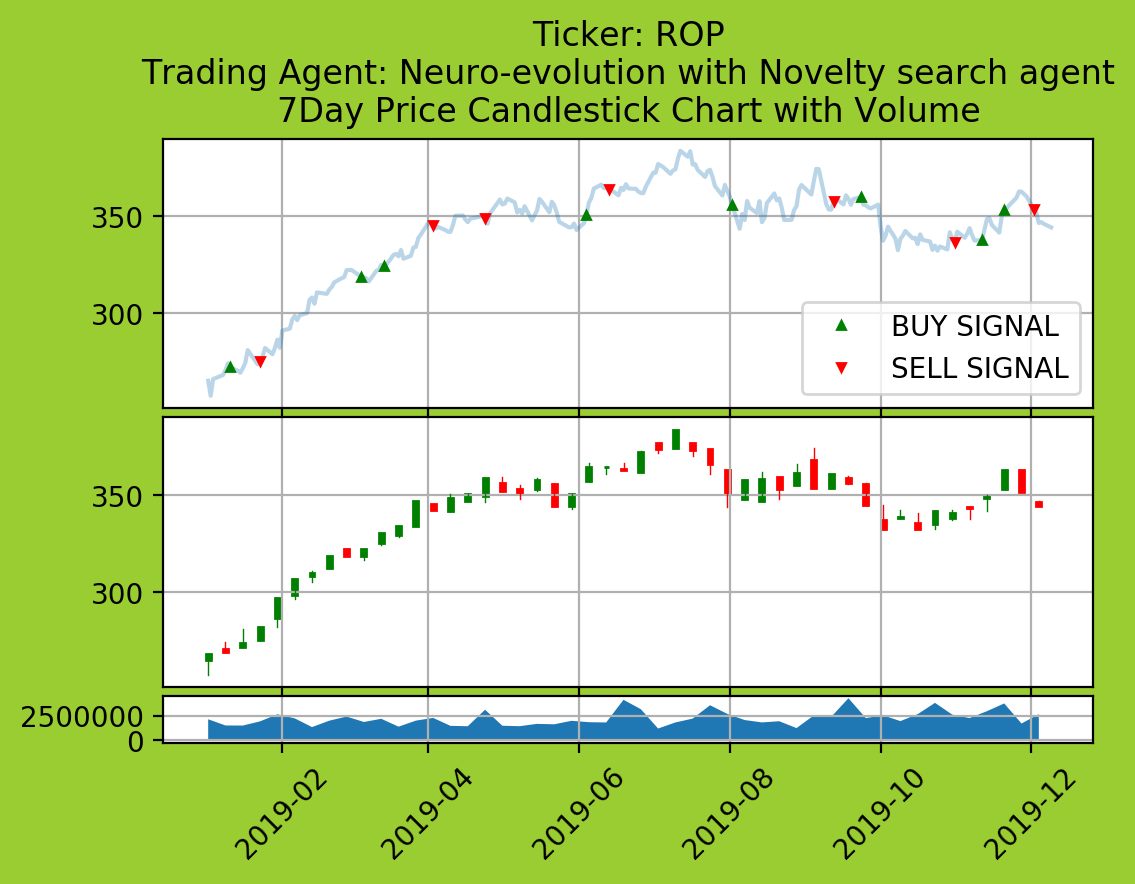 Ticker: ROP
Trading Agent: Neuro-evolution with Novelty search agent
7Day Price Candlestick Chart with Volume
350
300
BUY SIGNAL
SELL SIGNAL
350
300
2500000
0
2019-02
2019-04
2019-06
2019-08
2019-10
2019-12